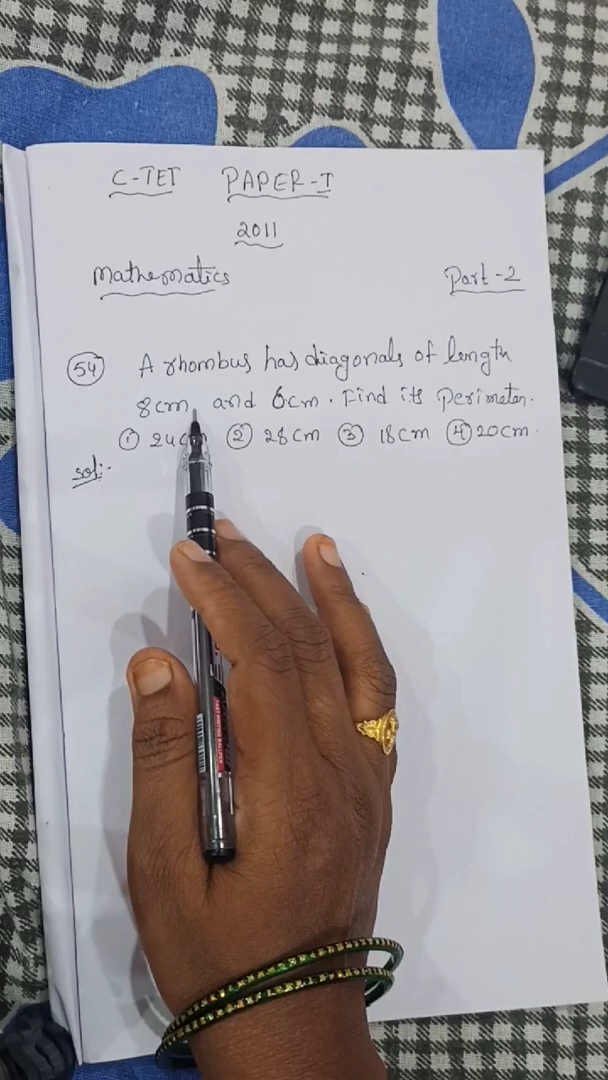 C-TET PAPER-I
2011
Mathematics Part-2
54 A rhombus has diagonals of length
8cm and 6cm. Find its perimeter.
① 24cm ② 28cm ③ 18cm ④ 20cm.
Sol:-